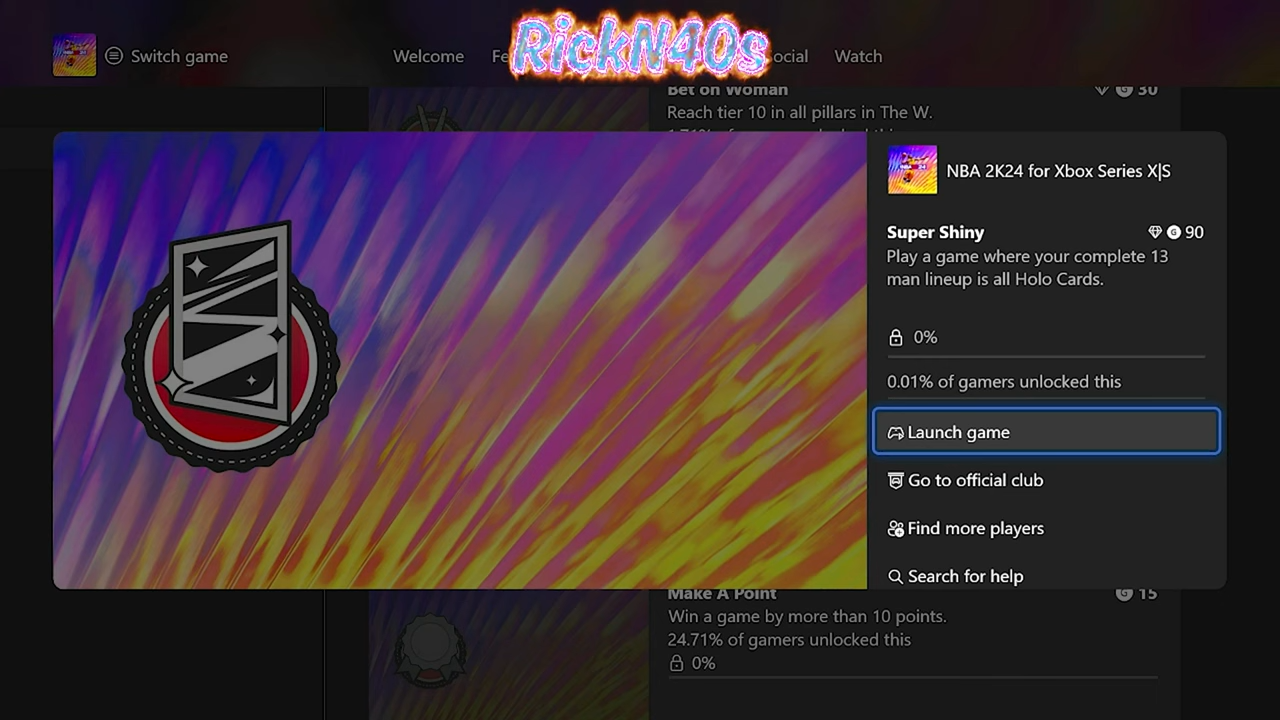 Switch game
Welcome
RickN40s
Watch
Bet on Woman
30
Reach tier 10 in all pillars in The W.
NBA 2K24 for Xbox Series X|S
Super Shiny
G 90
Play a game where your complete 13
man lineup is all Holo Cards.
0%
0.01% of gamers unlocked this
Launch game
Go to official club
Find more players
Search for help
Make A Point
G 15
Win a game by more than 10 points.
24.71% of gamers unlocked this
0%